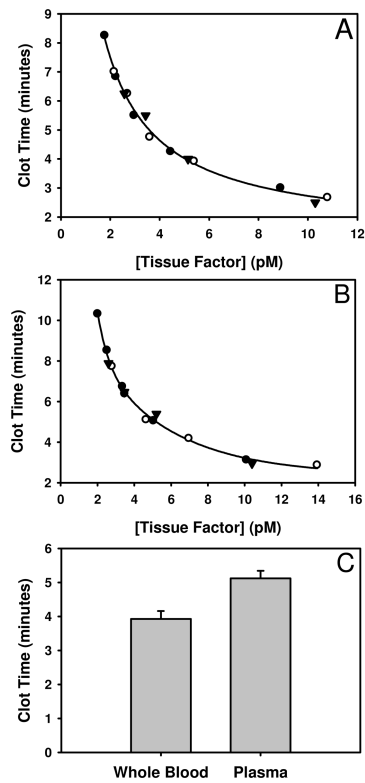 A
9
8
7
6
5
4
3
2
Clot Time (minutes)
0 2 4 6 8 10 12
[Tissue Factor] (pM)
B
12
10
8
6
4
2
Clot Time (minutes)
0 2 4 6 8 10 12 14 16
[Tissue Factor] (pM)
C
6
5
4
3
2
1
0
Clot Time (minutes)
Whole Blood Plasma